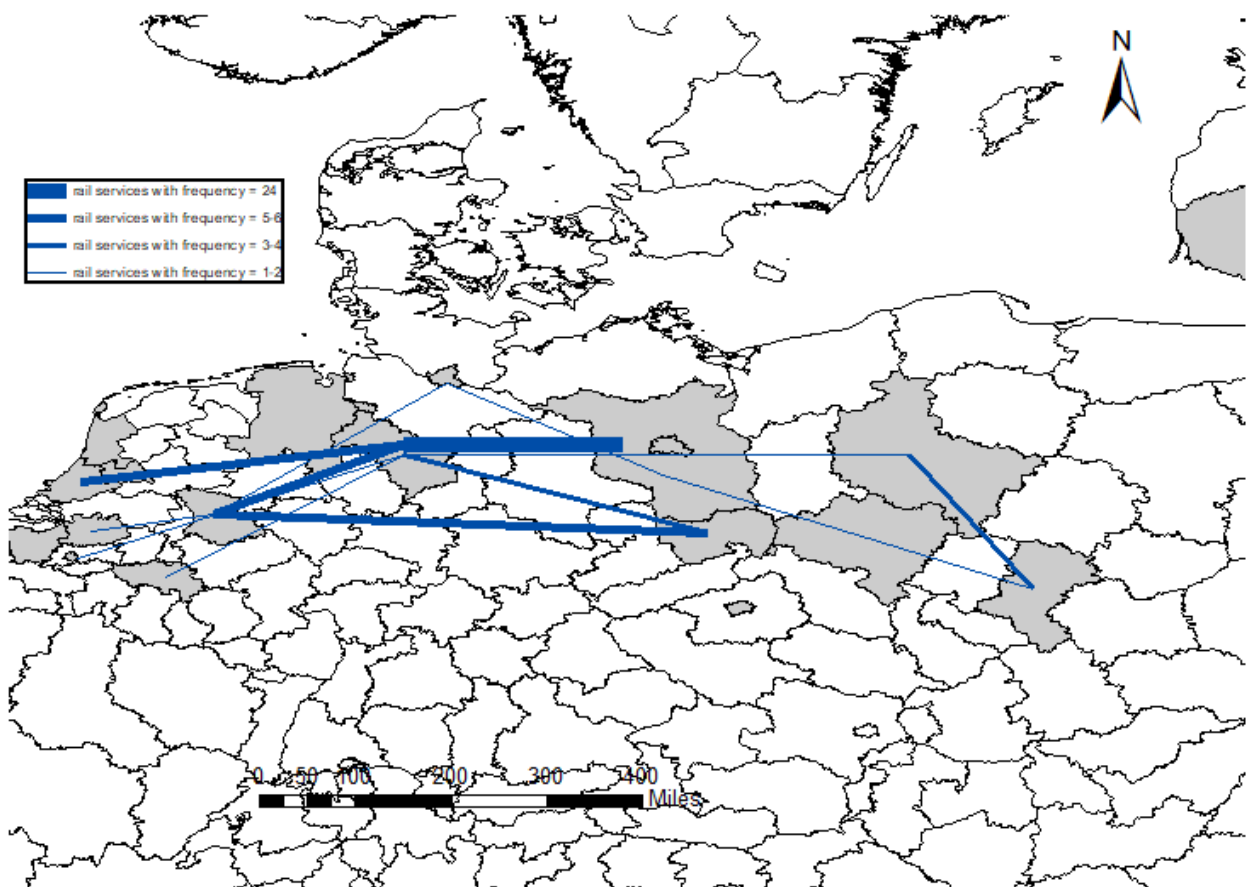 N
rail services with frequency = 24
rail services with frequency = 5-6
rail services with frequency = 3-4
rail services with frequency = 1-2
0 50 100 200 300 400
Miles